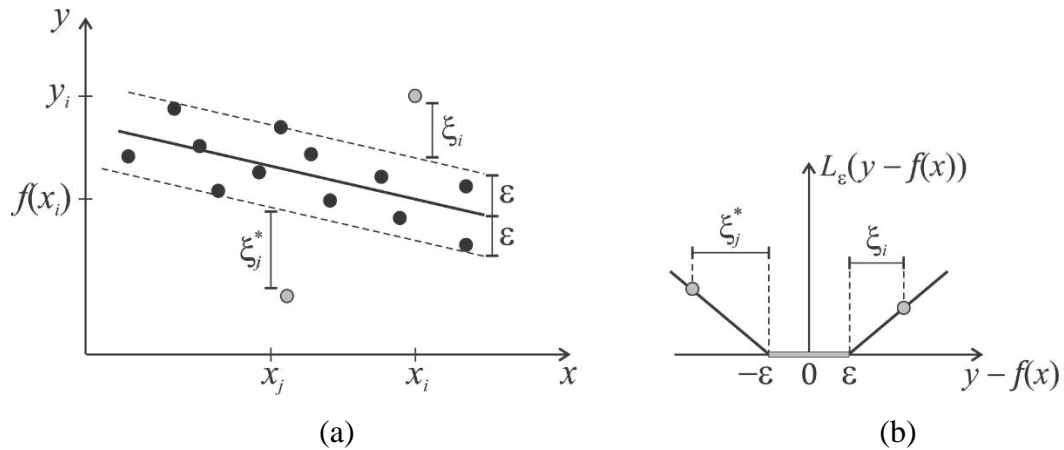 y
y_i
ξ_i
f(x_i)
ε
ε
ξ_j^*
x_j
x_i
x
(a)
L_ε(y – f(x))
ξ_j^*
ξ_i
–ε
0
ε
y – f(x)
(b)